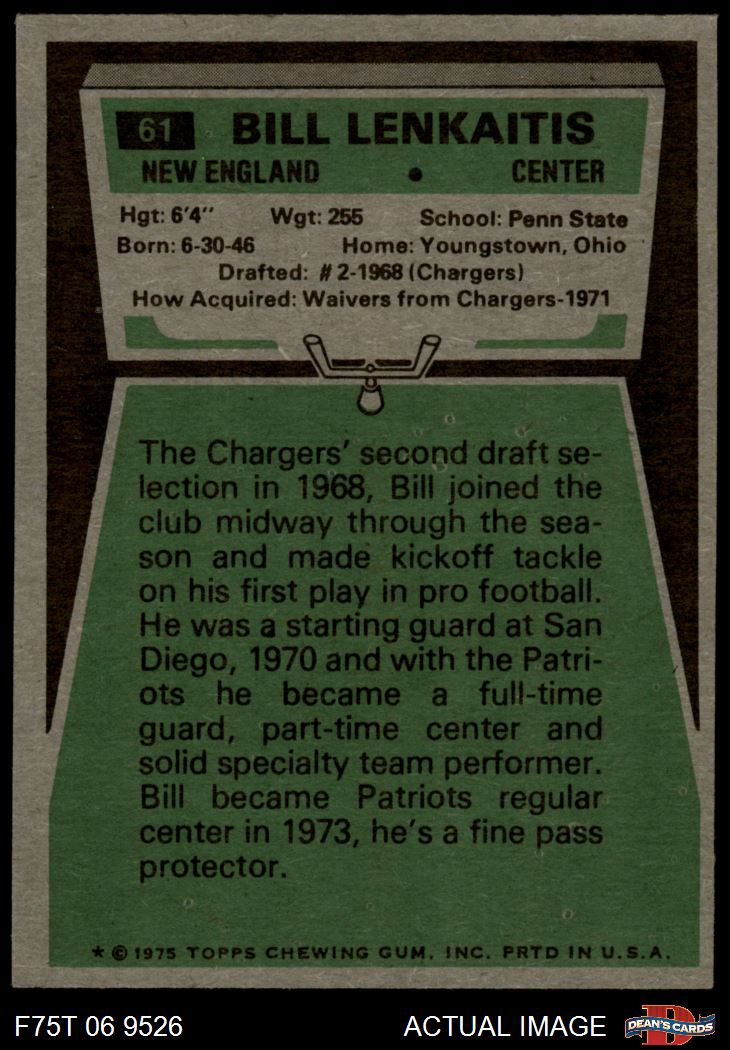 61 BILL LENKAITIS
NEW ENGLAND • CENTER
Hgt: 6'4" Wgt: 255 School: Penn State
Born: 6-30-46 Home: Youngstown, Ohio
Drafted: #2-1968 (Chargers)
How Acquired: Waivers from Chargers-1971
The Chargers' second draft se-
lection in 1968, Bill joined the
club midway through the sea-
son and made kickoff tackle
on his first play in pro football.
He was a starting guard at San
Diego, 1970 and with the Patri-
ots he became a full-time
guard, part-time center and
solid specialty team performer.
Bill became Patriots regular
center in 1973, he's a fine pass
protector.
* © 1975 TOPPS CHEWING GUM, INC. PRTD IN U.S.A.
F75T 06 9526 ACTUAL IMAGE D DEAN'S CARDS